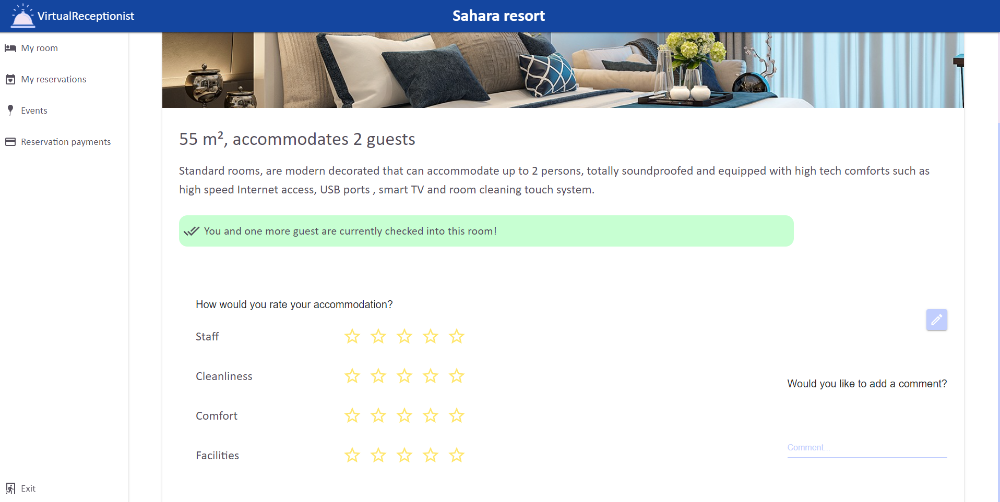 VirtualReceptionist
Sahara resort
My room
My reservations
Events
Reservation payments
Exit
55 m², accommodates 2 guests
Standard rooms, are modern decorated that can accommodate up to 2 persons, totally soundproofed and equipped with high tech comforts such as
high speed Internet access, USB ports , smart TV and room cleaning touch system.
You and one more guest are currently checked into this room!
How would you rate your accommodation?
Staff
Cleanliness
Comfort
Facilities
Would you like to add a comment?
Comment...